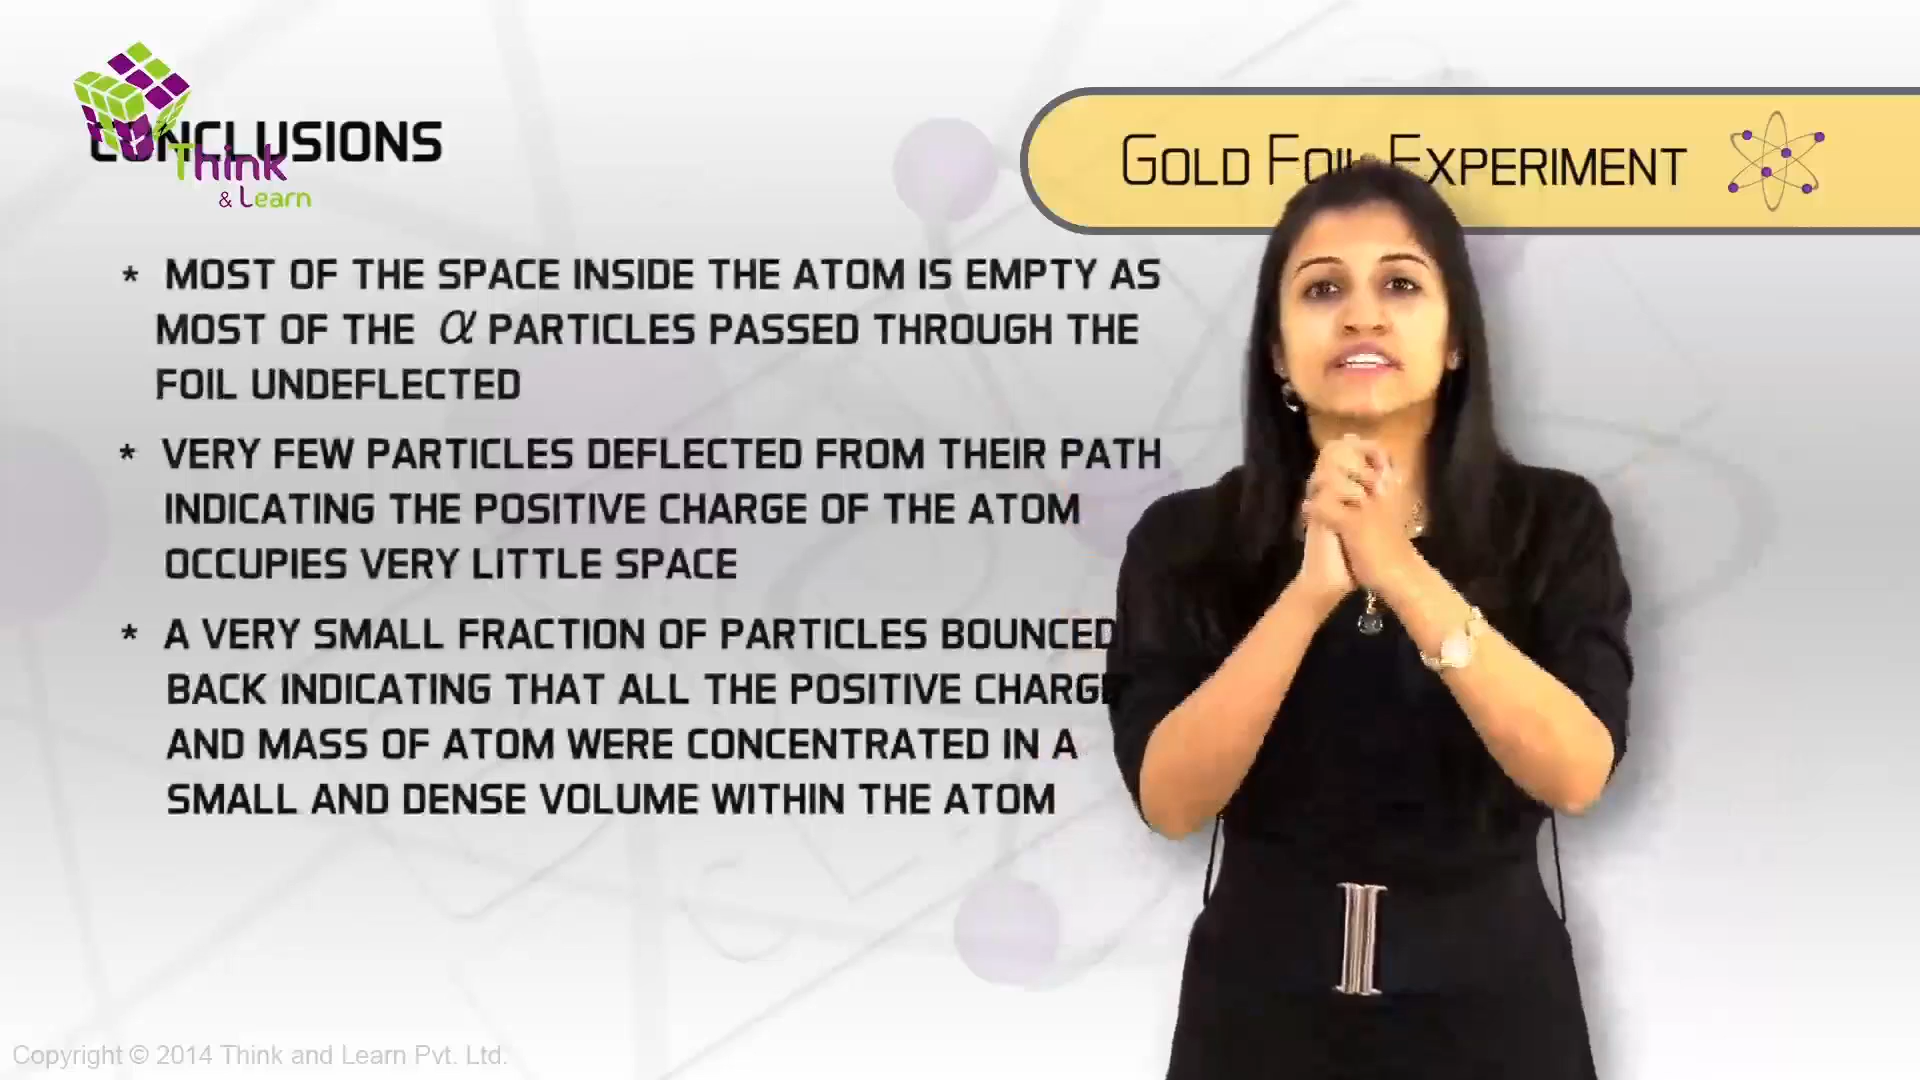 CONCLUSIONS
Think
& Learn
GOLD FOIL EXPERIMENT
* MOST OF THE SPACE INSIDE THE ATOM IS EMPTY AS
MOST OF THE α PARTICLES PASSED THROUGH THE
FOIL UNDEFLECTED
* VERY FEW PARTICLES DEFLECTED FROM THEIR PATH
INDICATING THE POSITIVE CHARGE OF THE ATOM
OCCUPIES VERY LITTLE SPACE
* A VERY SMALL FRACTION OF PARTICLES BOUNCED
BACK INDICATING THAT ALL THE POSITIVE CHARGE
AND MASS OF ATOM WERE CONCENTRATED IN A
SMALL AND DENSE VOLUME WITHIN THE ATOM
Copyright © 2014 Think and Learn Pvt. Ltd.